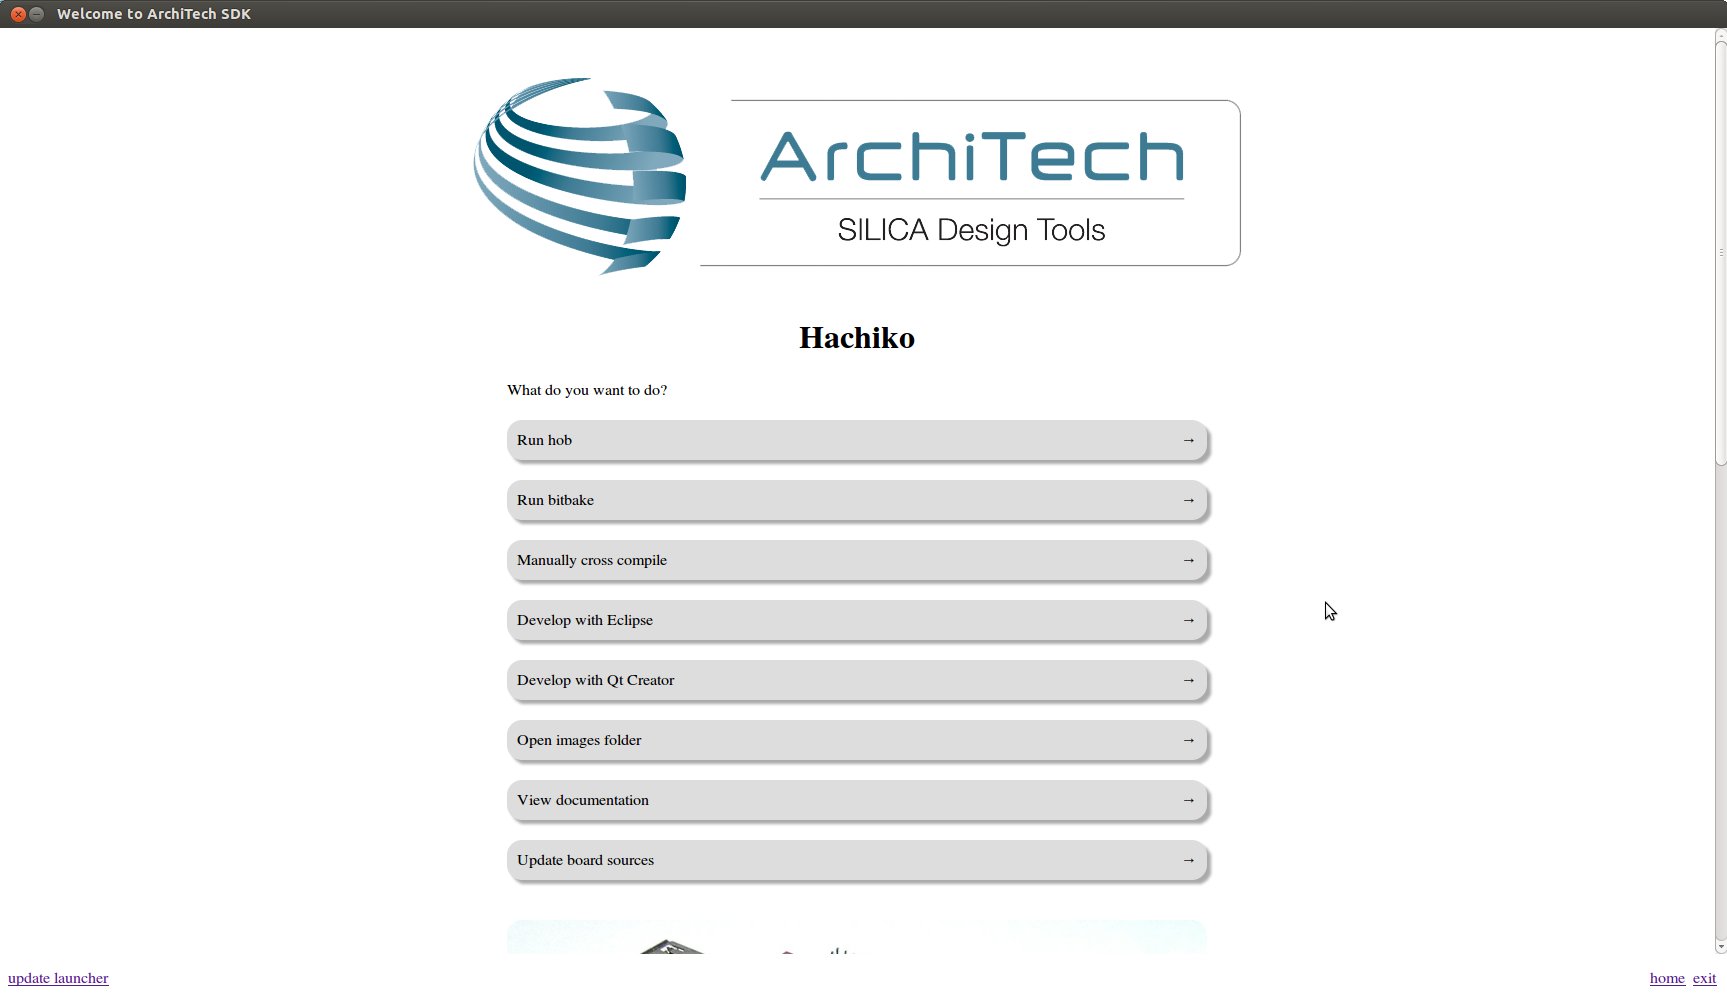 Welcome to ArchiTech SDK
ArchiTech
SILICA Design Tools
Hachiko
What do you want to do?
Run hob →
Run bitbake →
Manually cross compile →
Develop with Eclipse →
Develop with Qt Creator →
Open images folder →
View documentation →
Update board sources →
update launcher home exit